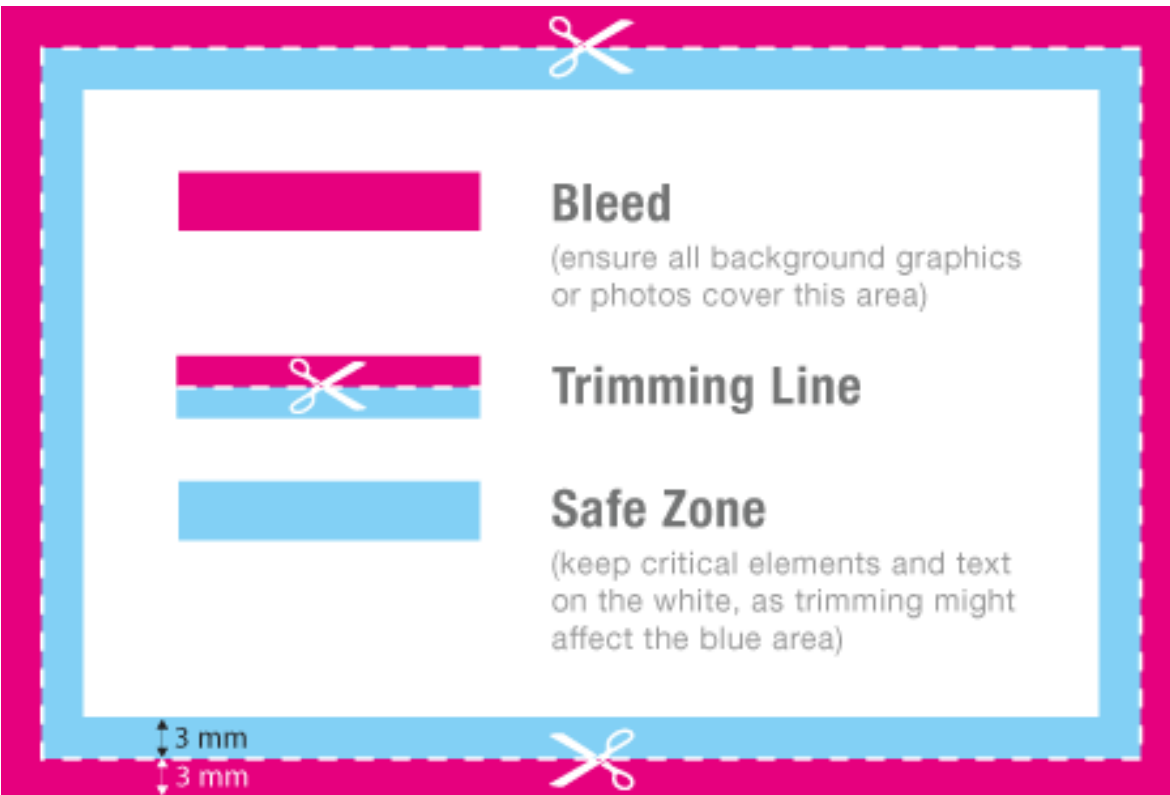 Bleed
(ensure all background graphics
or photos cover this area)
Trimming Line
Safe Zone
(keep critical elements and text
on the white, as trimming might
affect the blue area)
3 mm
3 mm